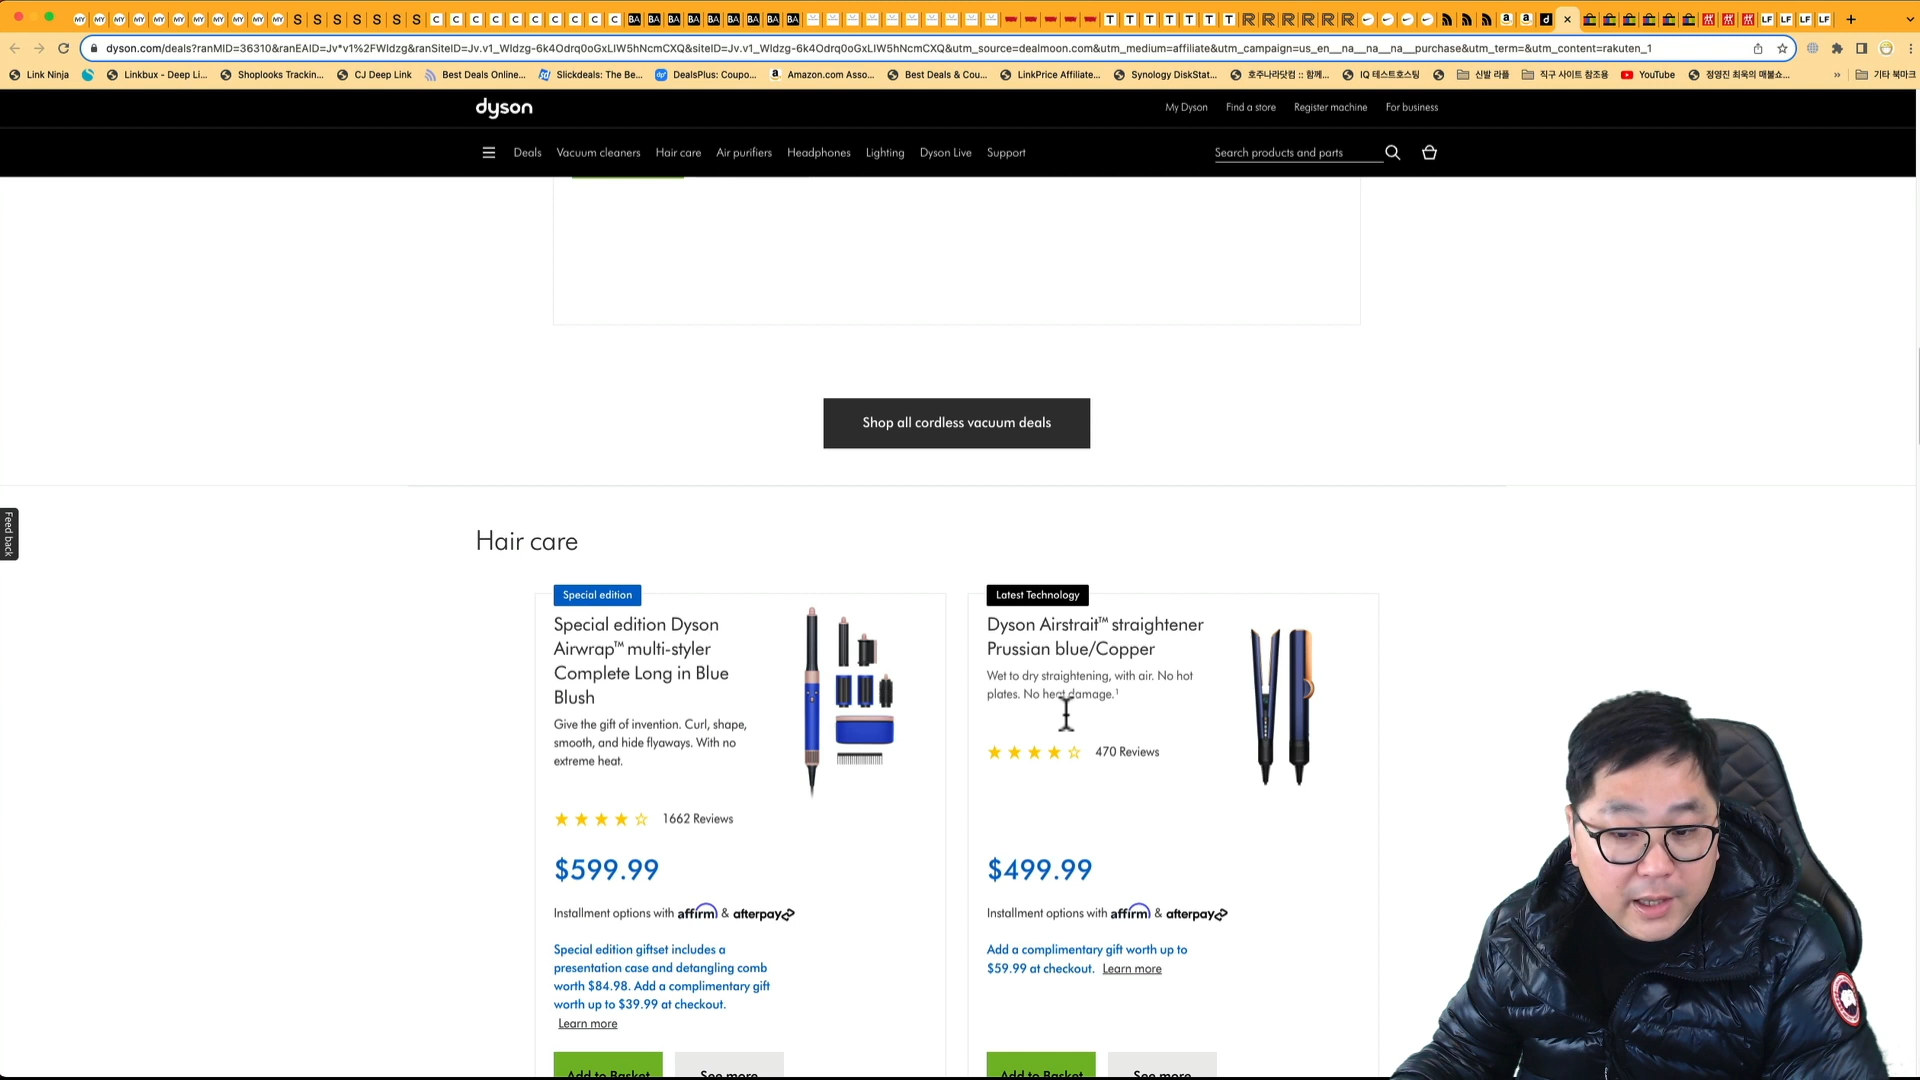 dyson.com/deals?ranMID=36310&ranEAID=Jv*v1%2FWldzg&ranSiteID=Jv.v1_Wldzg-6k4Odrq0oGxLIW5hNcmCXQ&siteID=Jv.v1_Wldzg-6k4Odrq0oGxLIW5hNcmCXQ&utm_source=dealmoon.com&utm_medium=affiliate&utm_campaign=us_en__na__na__na__purchase&utm_term=&utm_content=rakuten_1
Link Ninja Linkbux - Deep Li... Shoplooks Trackin... CJ Deep Link Best Deals Online... Slickdeals: The Be... DealsPlus: Coupo... Amazon.com Asso... Best Deals & Cou... LinkPrice Affiliate... Synology DiskStat... 호주나라닷컴 :: 함께... IQ 테스트호스팅 신발 라플 직구 사이트 참조용 YouTube 정영진 최욱의 매불쇼... » 기타 북마크
dyson My Dyson Find a store Register machine For business
Deals Vacuum cleaners Hair care Air purifiers Headphones Lighting Dyson Live Support Search products and parts
Shop all cordless vacuum deals
Feed back
Hair care
Special edition
Special edition Dyson
Airwrap™ multi-styler
Complete Long in Blue
Blush
Give the gift of invention. Curl, shape,
smooth, and hide flyaways. With no
extreme heat.
1662 Reviews
$599.99
Installment options with affirm & afterpay
Special edition giftset includes a
presentation case and detangling comb
worth $84.98. Add a complimentary gift
worth up to $39.99 at checkout.
Learn more
Add to Basket See more
Latest Technology
Dyson Airstrait™ straightener
Prussian blue/Copper
Wet to dry straightening, with air. No hot
plates. No heat damage.¹
470 Reviews
$499.99
Installment options with affirm & afterpay
Add a complimentary gift worth up to
$59.99 at checkout. Learn more
Add to Basket See more